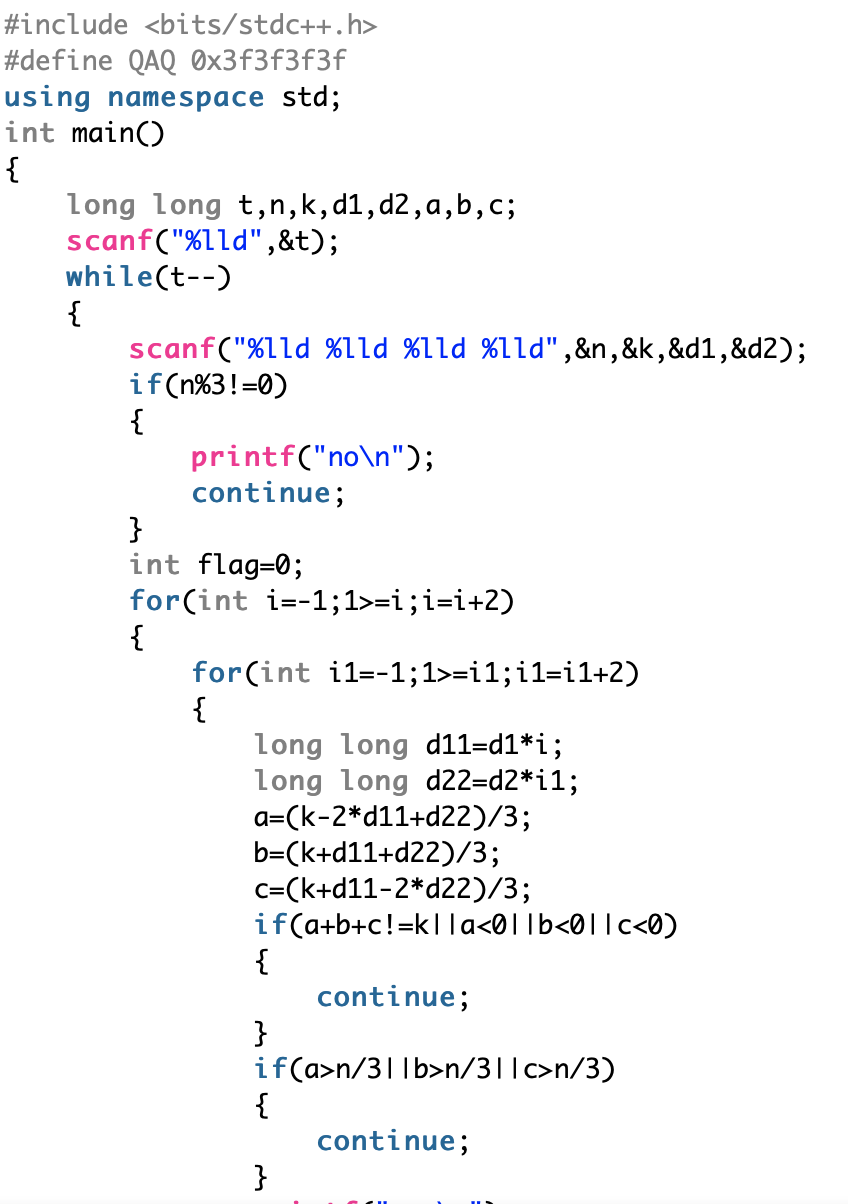 #include <bits/stdc++.h>
#define QAQ 0x3f3f3f3f
using namespace std;
int main()
{
    long long t,n,k,d1,d2,a,b,c;
    scanf("%lld",&t);
    while(t--)
    {
        scanf("%lld %lld %lld %lld",&n,&k,&d1,&d2);
        if(n%3!=0)
        {
            printf("no\n");
            continue;
        }
        int flag=0;
        for(int i=-1;1>=i;i=i+2)
        {
            for(int i1=-1;1>=i1;i1=i1+2)
            {
                long long d11=d1*i;
                long long d22=d2*i1;
                a=(k-2*d11+d22)/3;
                b=(k+d11+d22)/3;
                c=(k+d11-2*d22)/3;
                if(a+b+c!=k||a<0||b<0||c<0)
                {
                    continue;
                }
                if(a>n/3||b>n/3||c>n/3)
                {
                    continue;
                }